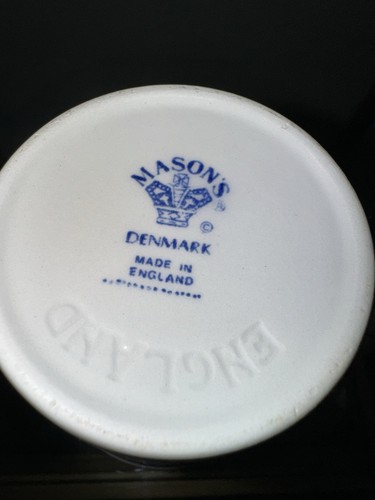 MASON'S
®
©
DENMARK
MADE IN
ENGLAND
ENGLAND